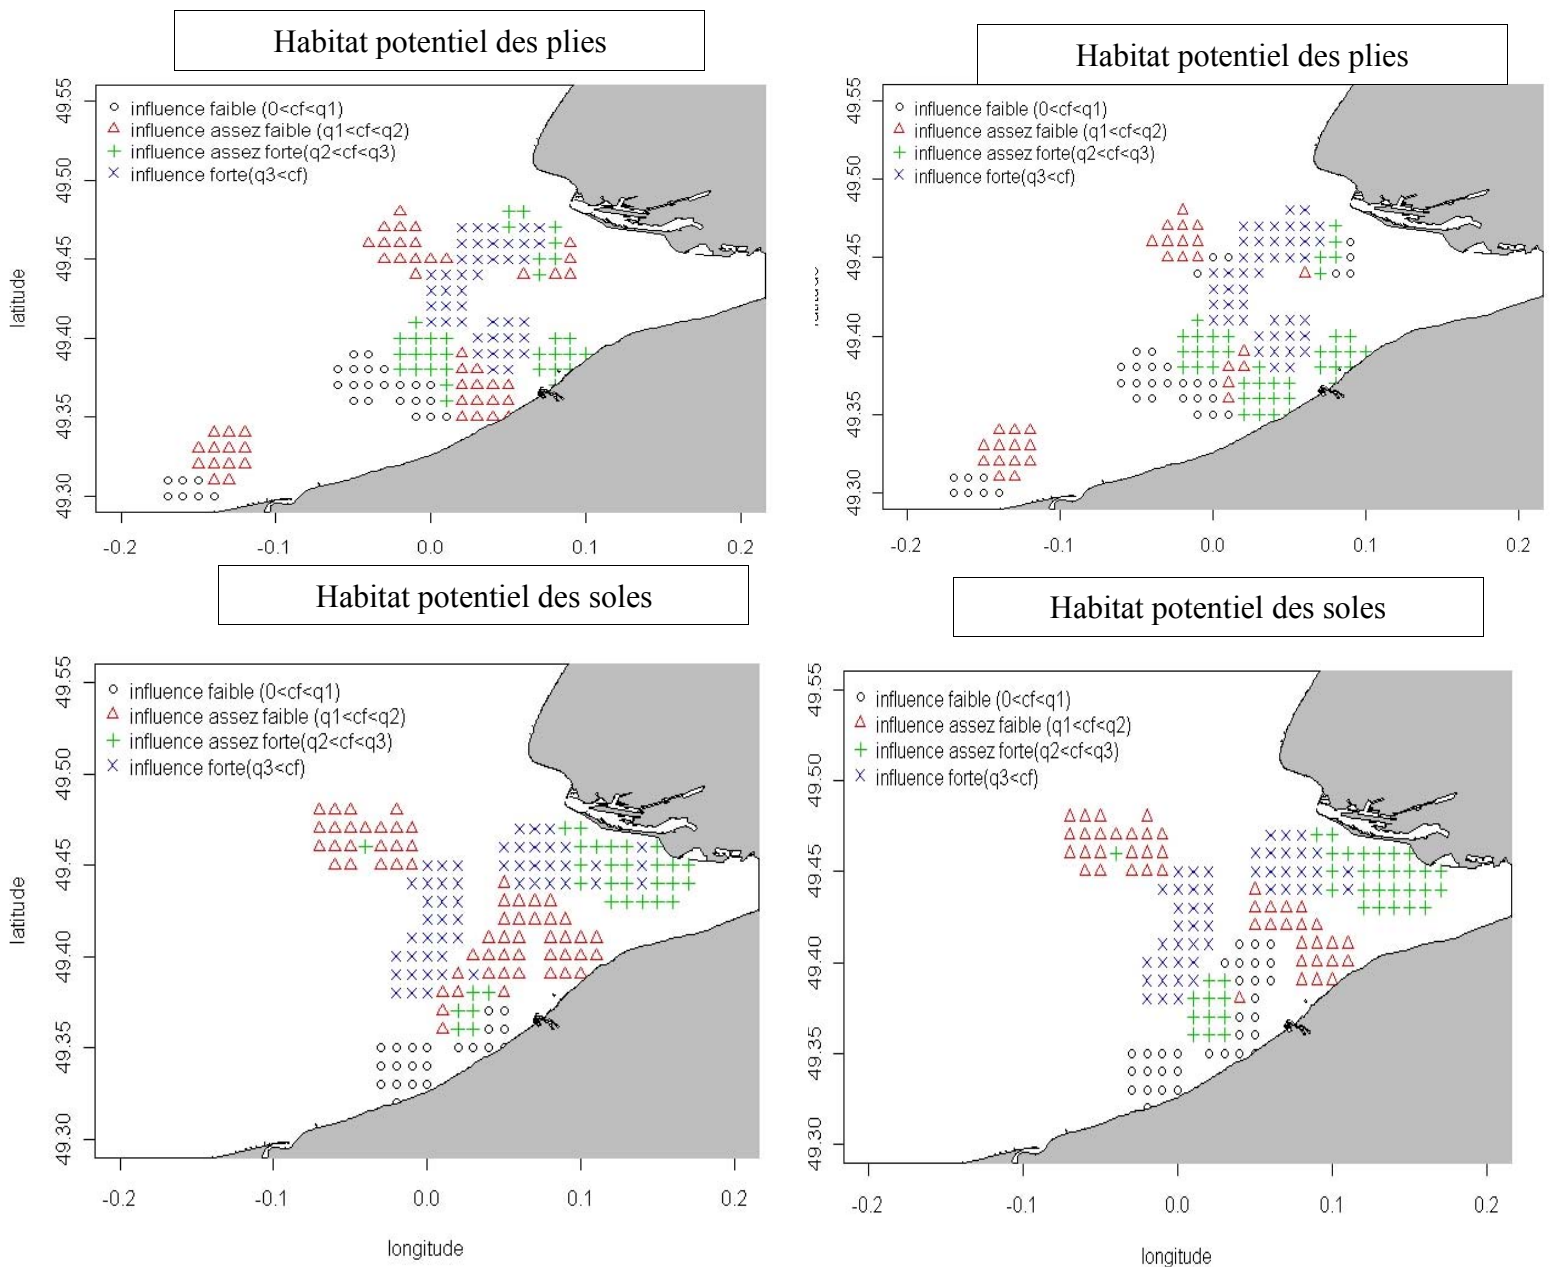 Habitat potentiel des plies
influence faible (0<cf<q1)
influence assez faible (q1<cf<q2)
influence assez forte(q2<cf<q3)
influence forte(q3<cf)
latitude
49.55
49.50
49.45
49.40
49.35
49.30
-0.2
-0.1
0.0
0.1
0.2
Habitat potentiel des plies
influence faible (0<cf<q1)
influence assez faible (q1<cf<q2)
influence assez forte(q2<cf<q3)
influence forte(q3<cf)
49.55
49.50
49.45
49.40
49.35
49.30
-0.2
-0.1
0.0
0.1
0.2
Habitat potentiel des soles
influence faible (0<cf<q1)
influence assez faible (q1<cf<q2)
influence assez forte(q2<cf<q3)
influence forte(q3<cf)
latitude
49.55
49.50
49.45
49.40
49.35
49.30
-0.2
-0.1
0.0
0.1
0.2
longitude
Habitat potentiel des soles
influence faible (0<cf<q1)
influence assez faible (q1<cf<q2)
influence assez forte(q2<cf<q3)
influence forte(q3<cf)
49.55
49.50
49.45
49.40
49.35
49.30
-0.2
-0.1
0.0
0.1
0.2
longitude